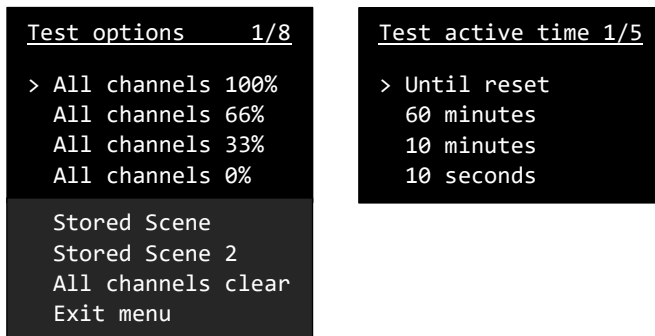 Test options 1/8
> All channels 100%
All channels 66%
All channels 33%
All channels 0%
Stored Scene
Stored Scene 2
All channels clear
Exit menu
Test active time 1/5
> Until reset
60 minutes
10 minutes
10 seconds